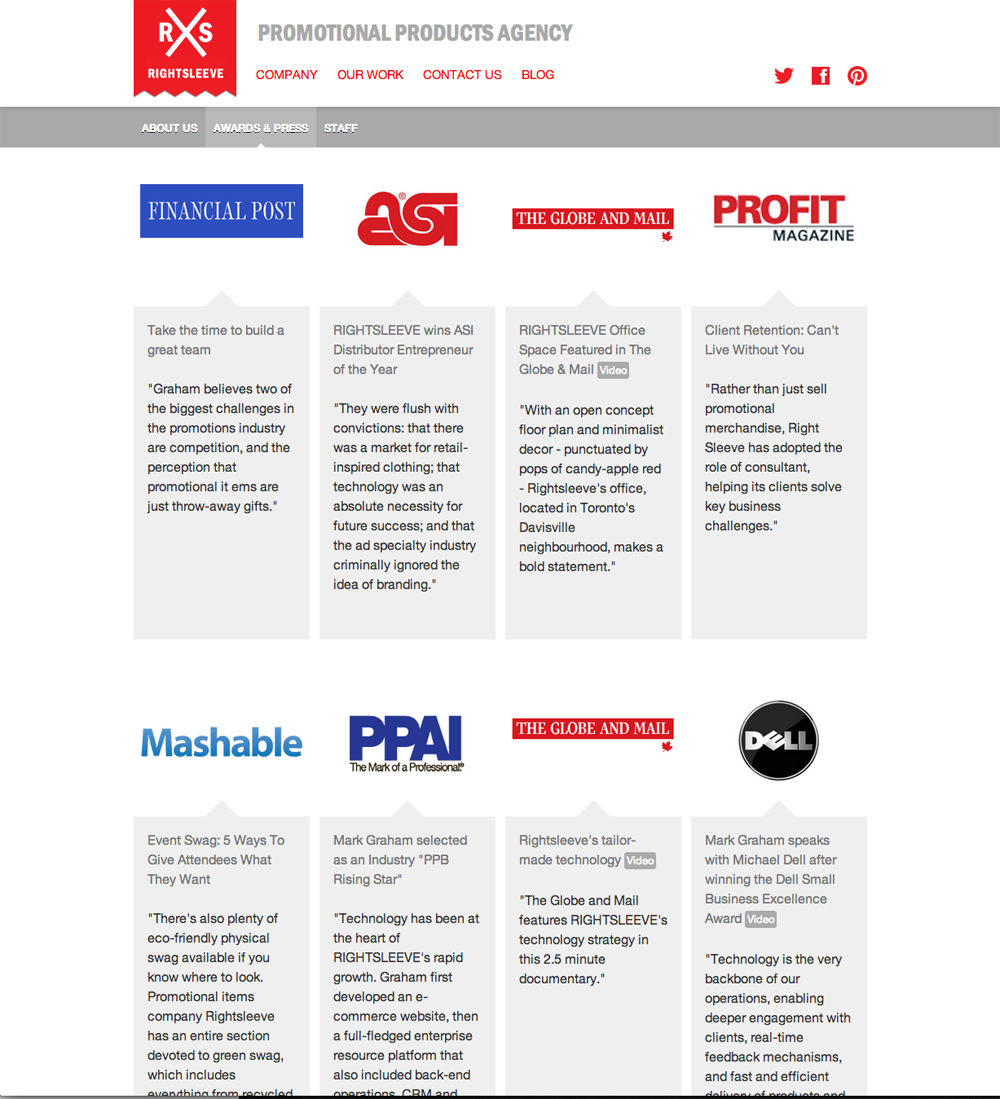 RXS
RIGHTSLEEVE
PROMOTIONAL PRODUCTS AGENCY
COMPANY OUR WORK CONTACT US BLOG
ABOUT US AWARDS & PRESS STAFF
FINANCIAL POST
asi®
THE GLOBE AND MAIL
PROFIT
MAGAZINE
Take the time to build a
great team
"Graham believes two of
the biggest challenges in
the promotions industry
are competition, and the
perception that
promotional it ems are
just throw-away gifts."
RIGHTSLEEVE wins ASI
Distributor Entrepreneur
of the Year
"They were flush with
convictions: that there
was a market for retail-
inspired clothing; that
technology was an
absolute necessity for
future success; and that
the ad specialty industry
criminally ignored the
idea of branding."
RIGHTSLEEVE Office
Space Featured in The
Globe & Mail Video
"With an open concept
floor plan and minimalist
decor - punctuated by
pops of candy-apple red
- Rightsleeve's office,
located in Toronto's
Davisville
neighbourhood, makes a
bold statement."
Client Retention: Can't
Live Without You
"Rather than just sell
promotional
merchandise, Right
Sleeve has adopted the
role of consultant,
helping its clients solve
key business
challenges."
Mashable
PPAI
The Mark of a Professional®
THE GLOBE AND MAIL
DELL
Event Swag: 5 Ways To
Give Attendees What
They Want
"There's also plenty of
eco-friendly physical
swag available if you
know where to look.
Promotional items
company Rightsleeve
has an entire section
devoted to green swag,
which includes
everything from recycled
Mark Graham selected
as an Industry "PPB
Rising Star"
"Technology has been at
the heart of
RIGHTSLEEVE's rapid
growth. Graham first
developed an e-
commerce website, then
a full-fledged enterprise
resource platform that
also included back-end
operations, CRM and
Rightsleeve's tailor-
made technology Video
"The Globe and Mail
features RIGHTSLEEVE's
technology strategy in
this 2.5 minute
documentary."
Mark Graham speaks
with Michael Dell after
winning the Dell Small
Business Excellence
Award Video
"Technology is the very
backbone of our
operations, enabling
deeper engagement with
clients, real-time
feedback mechanisms,
and fast and efficient
delivery of products and